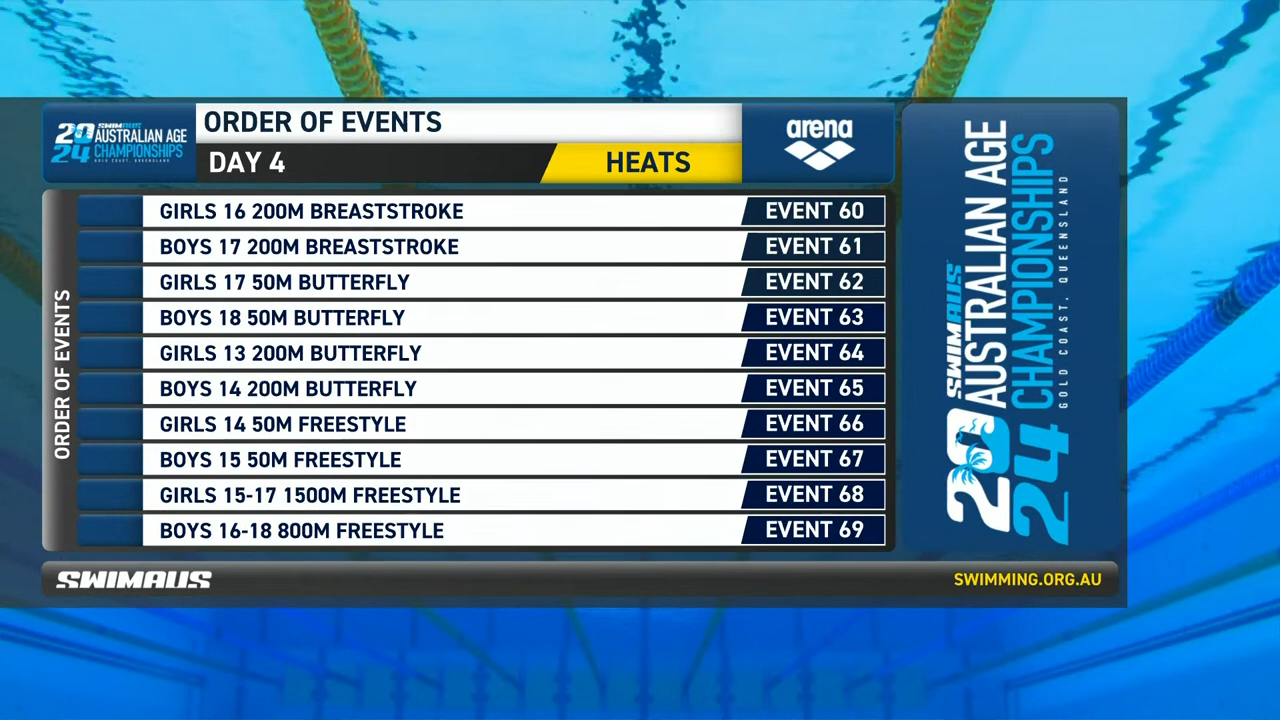 2024 SWIMAUS
AUSTRALIAN AGE
CHAMPIONSHIPS
GOLD COAST, QUEENSLAND
ORDER OF EVENTS
DAY 4
HEATS
arena
ORDER OF EVENTS
GIRLS 16 200M BREASTSTROKE EVENT 60
BOYS 17 200M BREASTSTROKE EVENT 61
GIRLS 17 50M BUTTERFLY EVENT 62
BOYS 18 50M BUTTERFLY EVENT 63
GIRLS 13 200M BUTTERFLY EVENT 64
BOYS 14 200M BUTTERFLY EVENT 65
GIRLS 14 50M FREESTYLE EVENT 66
BOYS 15 50M FREESTYLE EVENT 67
GIRLS 15-17 1500M FREESTYLE EVENT 68
BOYS 16-18 800M FREESTYLE EVENT 69
2024 SWIMAUS
AUSTRALIAN AGE
CHAMPIONSHIPS
GOLD COAST, QUEENSLAND
SWIMAUS
SWIMMING.ORG.AU